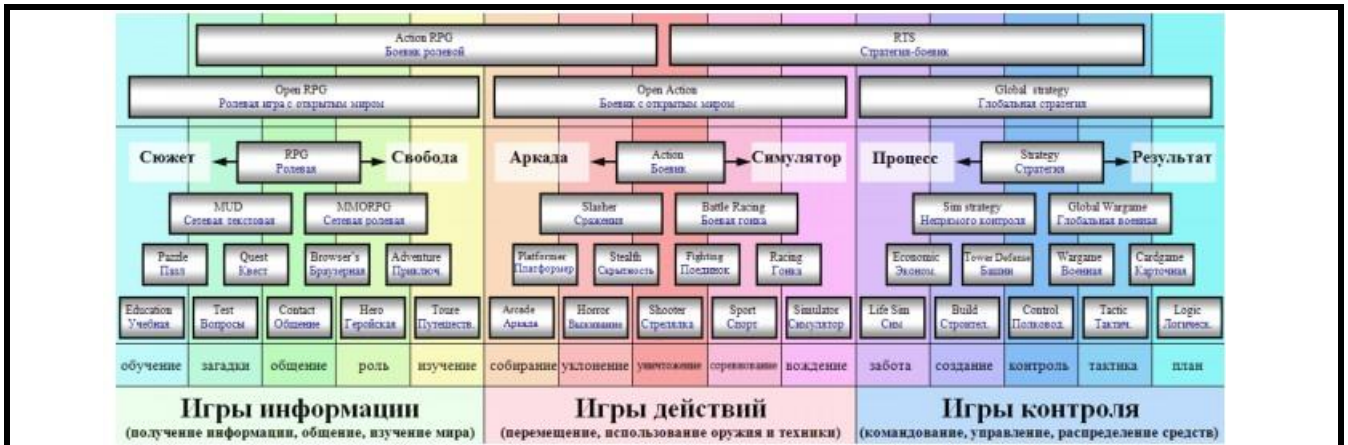 Action RPG
Боевик ролевой
RTS
Стратегия-боевик
Open RPG
Ролевая игра с открытым миром
Open Action
Боевик с открытым миром
Global strategy
Глобальная стратегия
Сюжет
RPG
Ролевая
Свобода
Аркада
Action
Боевик
Симулятор
Процесс
Strategy
Стратегия
Результат
MUD
Сетевая текстовая
MMORPG
Сетевая ролевая
Slasher
Сражения
Battle Racing
Боевая гонка
Sim strategy
Непрямого контроля
Global Wargame
Глобальная военная
Puzzle
Пазл
Quest
Квест
Browser's
Браузерная
Adventure
Приключ.
Platformer
Платформер
Stealth
Скрытность
Fighting
Поединок
Racing
Гонка
Economic
Эконом.
Tower Defense
Башни
Wargame
Военная
Cardgame
Карточная
Education
Учебная
Test
Вопросы
Contact
Общение
Hero
Геройская
Toure
Путешеств.
Arcade
Аркада
Horror
Выживание
Shooter
Стрелялка
Sport
Спорт
Simulator
Симулятор
Life Sim
Сим
Build
Строител.
Control
Полковод.
Tactic
Тактич.
Logic
Логическ.
обучение загадки общение роль изучение собирание уклонение уничтожение соревнование вождение забота создание контроль тактика план
Игры информации
(получение информации, общение, изучение мира)
Игры действий
(перемещение, использование оружия и техники)
Игры контроля
(командование, управление, распределение средств)